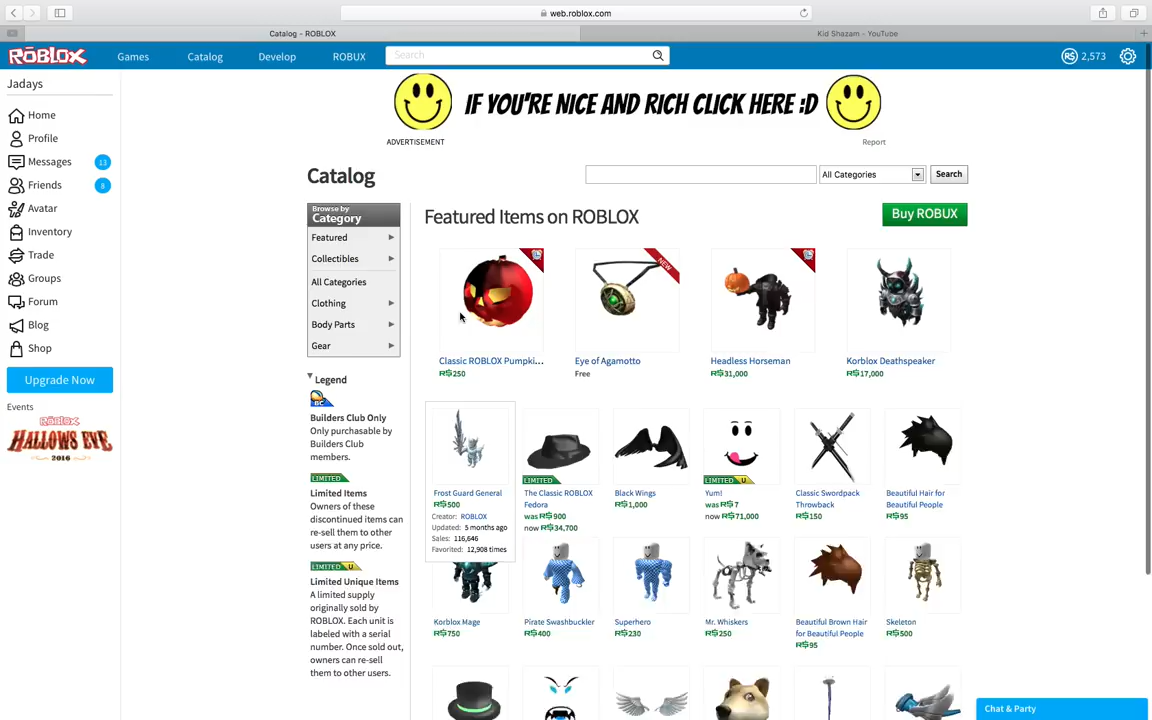 web.roblox.com
Catalog - ROBLOX
Kid Shazam - YouTube
ROBLOX
Games
Catalog
Develop
ROBUX
Search
R$ 2,573
Jadays
Home
Profile
Messages
13
Friends
8
Avatar
Inventory
Trade
Groups
Forum
Blog
Shop
Upgrade Now
Events
ROBLOX
HALLOWS EVE
2016
IF YOU'RE NICE AND RICH CLICK HERE :D
ADVERTISEMENT
Report
Catalog
All Categories
Search
Browse by
Category
Featured
Collectibles
All Categories
Clothing
Body Parts
Gear
Legend
BC
Builders Club Only
Only purchasable by
Builders Club
members.
LIMITED
Limited Items
Owners of these
discontinued items can
re-sell them to other
users at any price.
LIMITED U
Limited Unique Items
A limited supply
originally sold by
ROBLOX. Each unit is
labeled with a serial
number. Once sold out,
owners can re-sell
them to other users.
Featured Items on ROBLOX
Buy ROBUX
Classic ROBLOX Pumpki...
R$250
NEW
Eye of Agamotto
Free
Headless Horseman
R$31,000
Korblox Deathspeaker
R$17,000
Frost Guard General
R$500
Creator: ROBLOX
Updated: 5 months ago
Sales: 116,646
Favorited: 12,908 times
LIMITED
The Classic ROBLOX
Fedora
was R$900
now R$34,700
Black Wings
R$1,000
LIMITED U
Yum!
was R$7
now R$71,000
Classic Swordpack
Throwback
R$150
Beautiful Hair for
Beautiful People
R$95
Korblox Mage
R$750
Pirate Swashbuckler
R$400
Superhero
R$230
Mr. Whiskers
R$250
Beautiful Brown Hair
for Beautiful People
R$95
Skeleton
R$500
Chat & Party